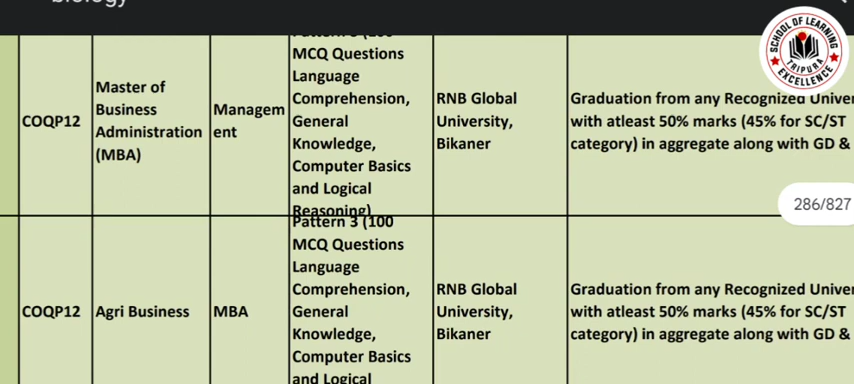 biology
SCHOOL OF LEARNING
TRIPURA
EXCELLENCE
286/827
COQP12
Master of
Business
Administration
(MBA)
Managem
ent
Pattern 3 (100
MCQ Questions
Language
Comprehension,
General
Knowledge,
Computer Basics
and Logical
Reasoning)
RNB Global
University,
Bikaner
Graduation from any Recognized Univer
with atleast 50% marks (45% for SC/ST
category) in aggregate along with GD &
COQP12
Agri Business
MBA
Pattern 3 (100
MCQ Questions
Language
Comprehension,
General
Knowledge,
Computer Basics
and Logical
RNB Global
University,
Bikaner
Graduation from any Recognized Univer
with atleast 50% marks (45% for SC/ST
category) in aggregate along with GD &